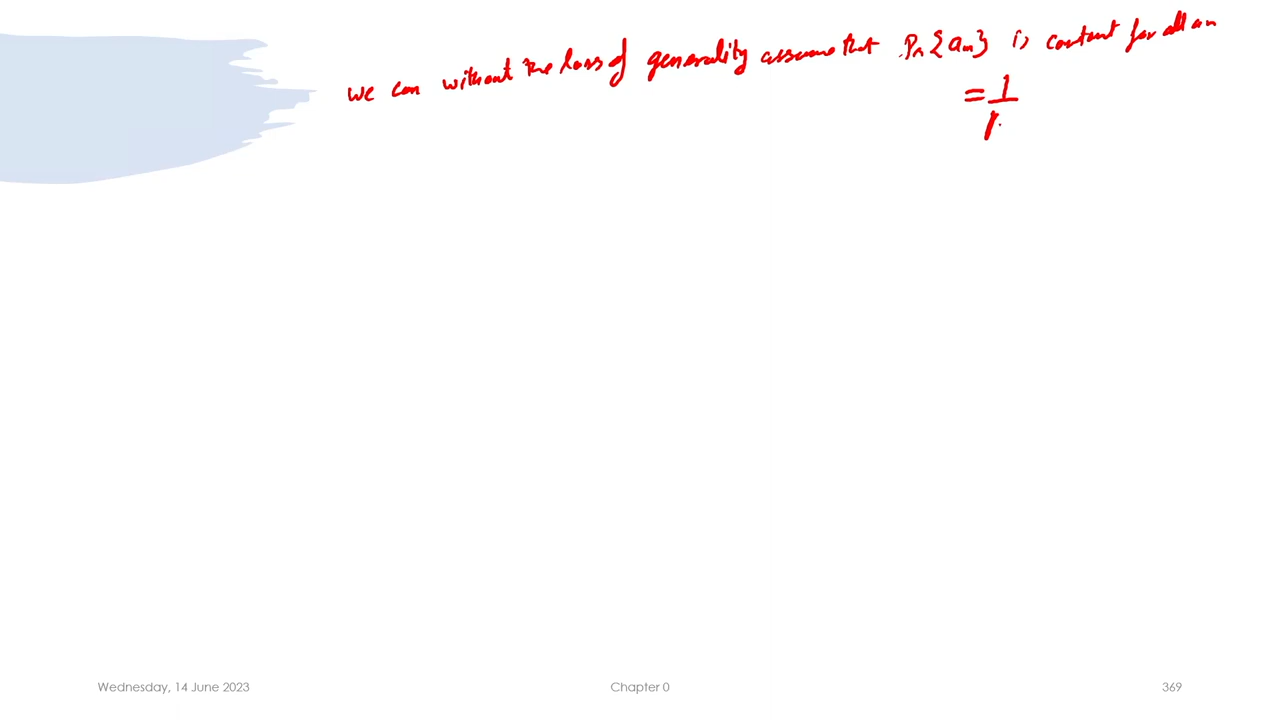 we can without the loss of generality assume that Pr{am} is constant for all am
= 1
Wednesday, 14 June 2023
Chapter 0
369